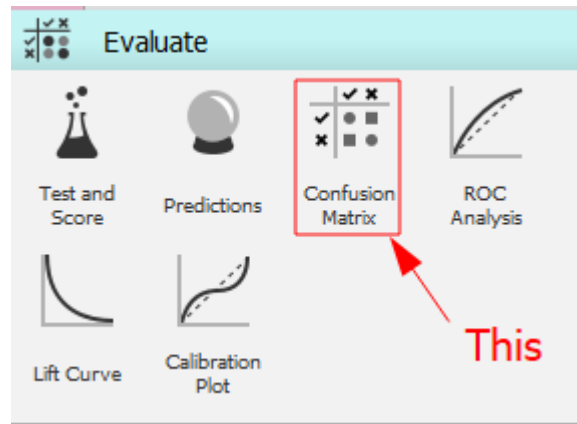 Evaluate
Test and
Score
Predictions
Confusion
Matrix
ROC
Analysis
Lift Curve
Calibration
Plot
This